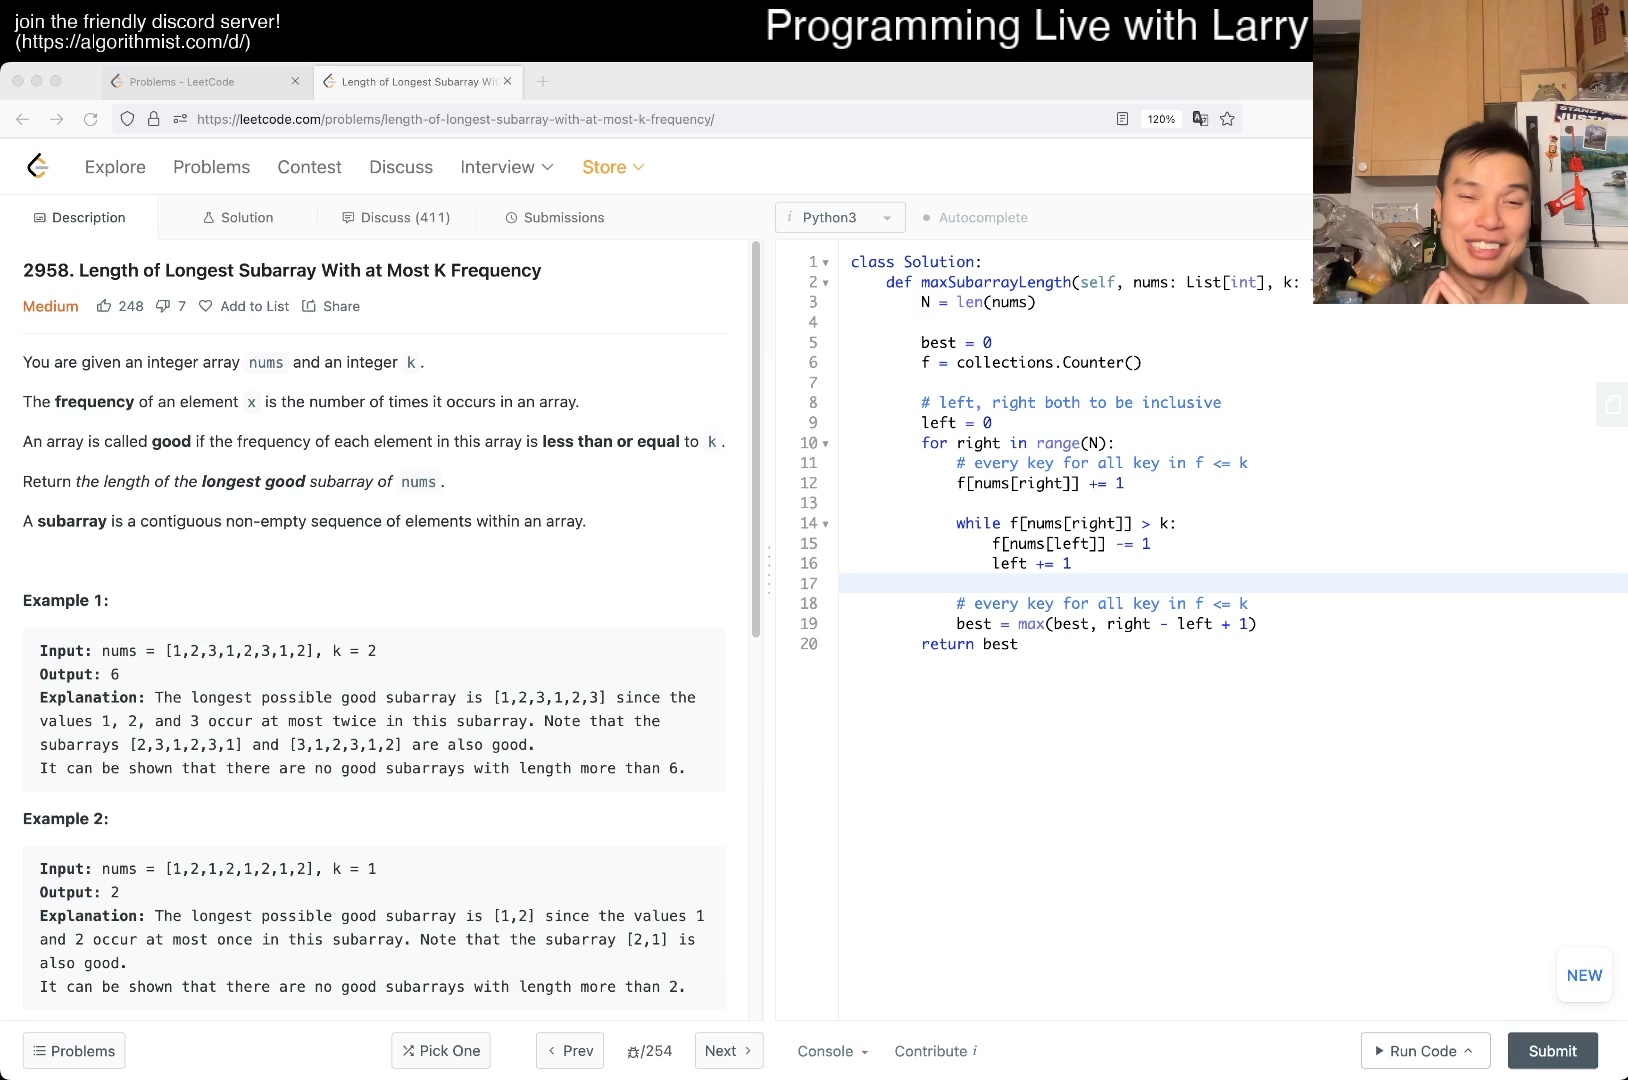 join the friendly discord server!
(https://algorithmist.com/d/)
Programming Live with Larry
Problems - LeetCode
Length of Longest Subarray Wit
https://leetcode.com/problems/length-of-longest-subarray-with-at-most-k-frequency/
120%
Explore Problems Contest Discuss Interview Store
Description Solution Discuss (411) Submissions
i Python3 Autocomplete
2958. Length of Longest Subarray With at Most K Frequency
Medium 248 7 Add to List Share
You are given an integer array nums and an integer k.
The frequency of an element x is the number of times it occurs in an array.
An array is called good if the frequency of each element in this array is less than or equal to k.
Return the length of the longest good subarray of nums.
A subarray is a contiguous non-empty sequence of elements within an array.
Example 1:
Input: nums = [1,2,3,1,2,3,1,2], k = 2
Output: 6
Explanation: The longest possible good subarray is [1,2,3,1,2,3] since the
values 1, 2, and 3 occur at most twice in this subarray. Note that the
subarrays [2,3,1,2,3,1] and [3,1,2,3,1,2] are also good.
It can be shown that there are no good subarrays with length more than 6.
Example 2:
Input: nums = [1,2,1,2,1,2,1,2], k = 1
Output: 2
Explanation: The longest possible good subarray is [1,2] since the values 1
and 2 occur at most once in this subarray. Note that the subarray [2,1] is
also good.
It can be shown that there are no good subarrays with length more than 2.
1 class Solution:
2 def maxSubarrayLength(self, nums: List[int], k:
3 N = len(nums)
4
5 best = 0
6 f = collections.Counter()
7
8 # left, right both to be inclusive
9 left = 0
10 for right in range(N):
11 # every key for all key in f <= k
12 f[nums[right]] += 1
13
14 while f[nums[right]] > k:
15 f[nums[left]] -= 1
16 left += 1
17
18 # every key for all key in f <= k
19 best = max(best, right - left + 1)
20 return best
NEW
Problems Pick One Prev /254 Next Console Contribute i Run Code Submit